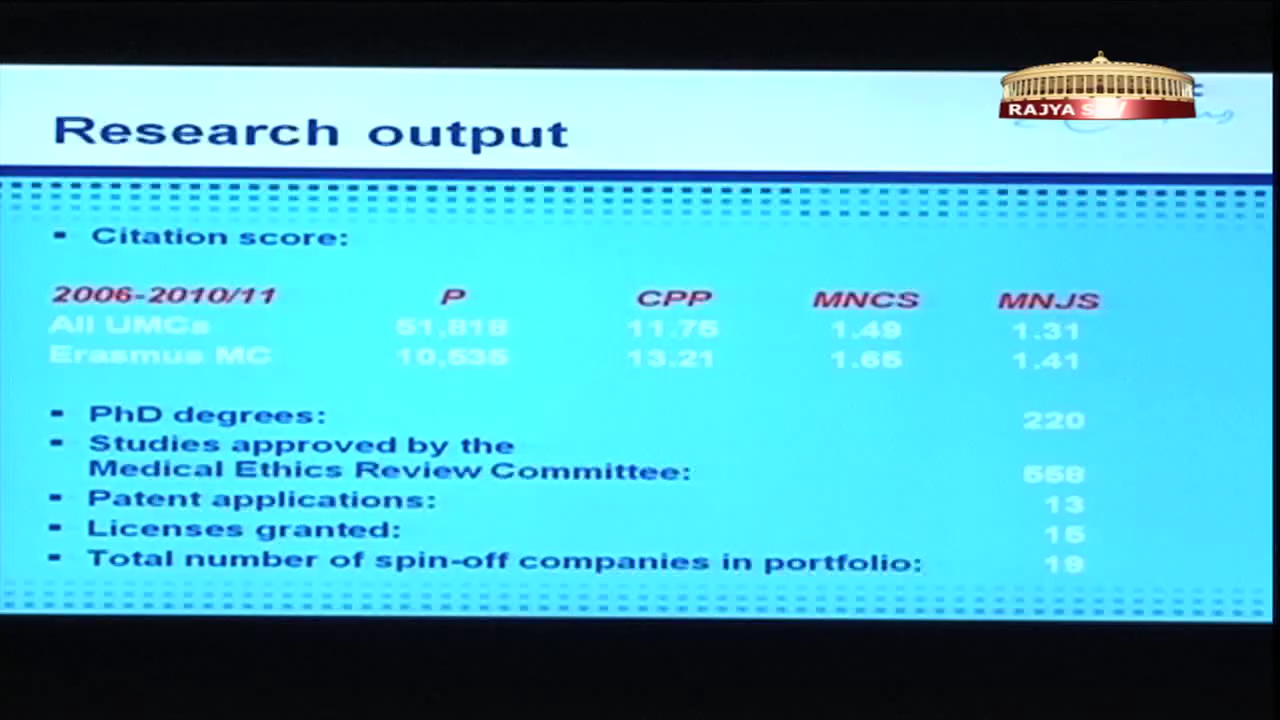 RAJYA S
Research output
▪ Citation score:
2006-2010/11 P CPP MNCS MNJS
All UMCs 51,818 11.75 1.49 1.31
Erasmus MC 10,535 13.21 1.65 1.41
▪ PhD degrees: 220
▪ Studies approved by the
Medical Ethics Review Committee: 558
▪ Patent applications: 13
▪ Licenses granted: 15
▪ Total number of spin-off companies in portfolio: 19